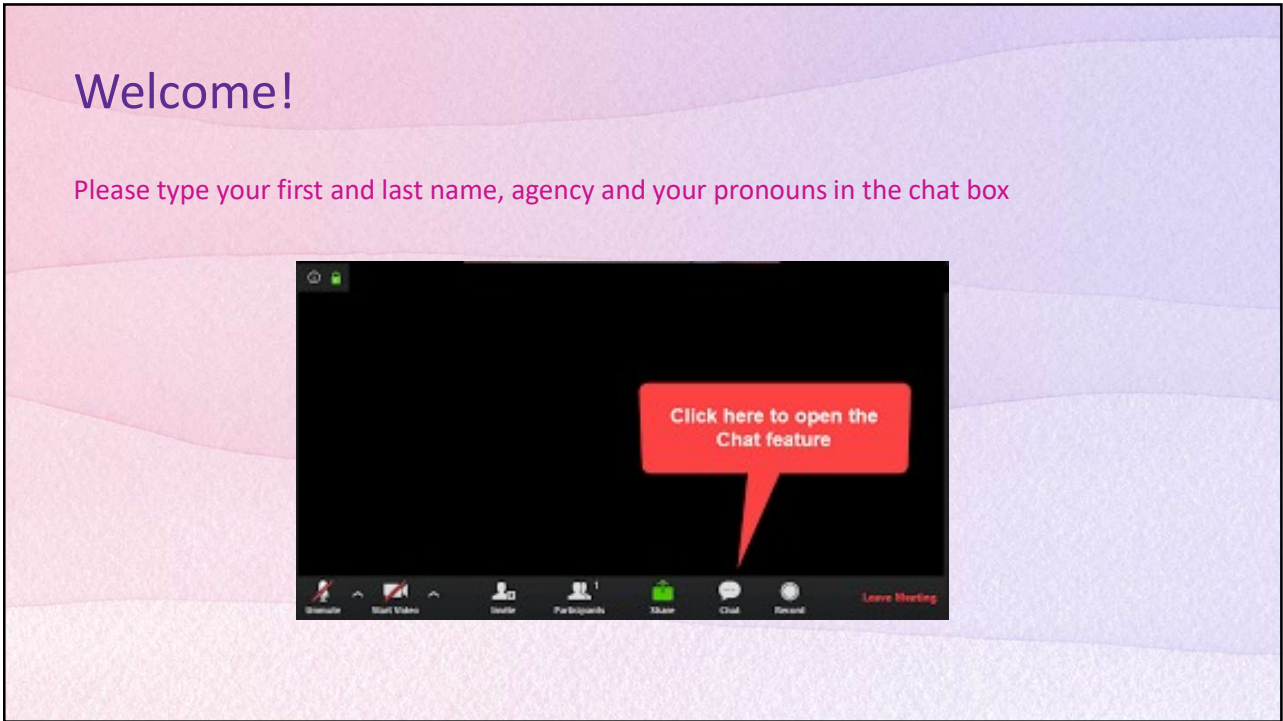 Welcome!
Please type your first and last name, agency and your pronouns in the chat box
Click here to open the
Chat feature
Unmute Start Video Invite Participants 1 Share Chat Record Leave Meeting